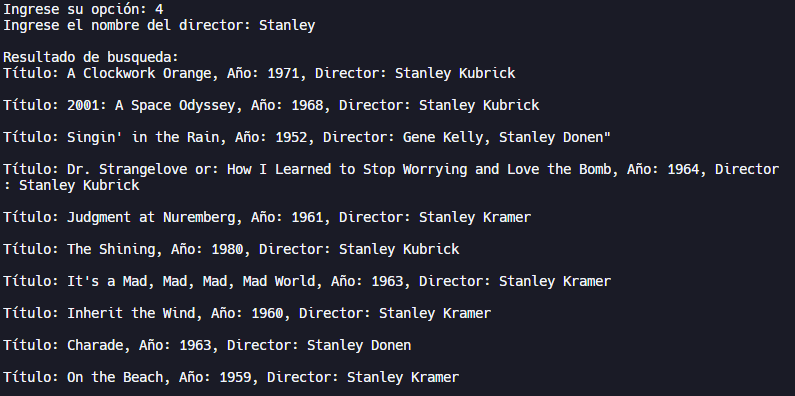 Ingrese su opción: 4
Ingrese el nombre del director: Stanley
Resultado de busqueda:
Título: A Clockwork Orange, Año: 1971, Director: Stanley Kubrick
Título: 2001: A Space Odyssey, Año: 1968, Director: Stanley Kubrick
Título: Singin' in the Rain, Año: 1952, Director: Gene Kelly, Stanley Donen"
Título: Dr. Strangelove or: How I Learned to Stop Worrying and Love the Bomb, Año: 1964, Director
: Stanley Kubrick
Título: Judgment at Nuremberg, Año: 1961, Director: Stanley Kramer
Título: The Shining, Año: 1980, Director: Stanley Kubrick
Título: It's a Mad, Mad, Mad, Mad World, Año: 1963, Director: Stanley Kramer
Título: Inherit the Wind, Año: 1960, Director: Stanley Kramer
Título: Charade, Año: 1963, Director: Stanley Donen
Título: On the Beach, Año: 1959, Director: Stanley Kramer